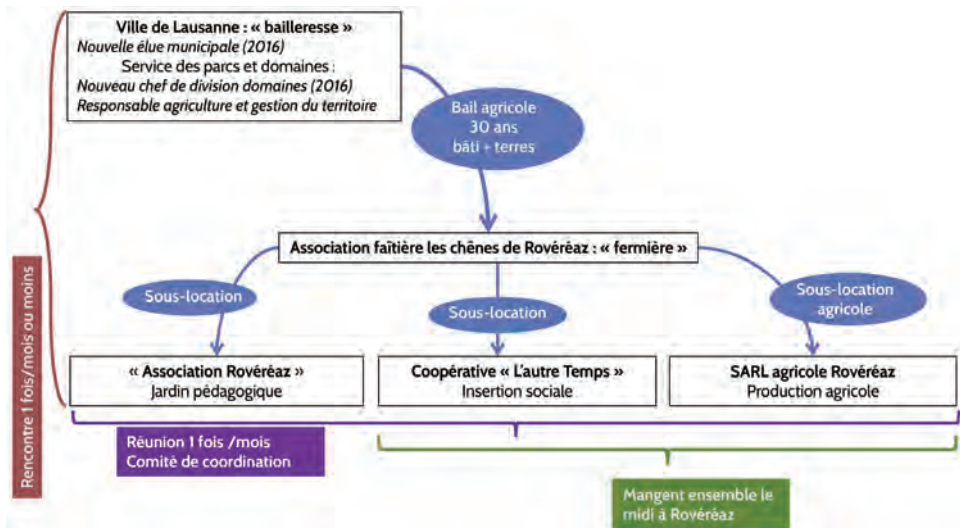 Ville de Lausanne : « bailleresse »
Nouvelle élue municipale (2016)
Service des parcs et domaines :
Nouveau chef de division domaines (2016)
Responsable agriculture et gestion du territoire
Bail agricole
30 ans
bâti + terres
Association faîtière les chênes de Rovéréaz : « fermière »
Sous-location
Sous-location
Sous-location
agricole
« Association Rovéréaz »
Jardin pédagogique
Coopérative « L'autre Temps »
Insertion sociale
SARL agricole Rovéréaz
Production agricole
Rencontre 1 fois/mois ou moins
Réunion 1 fois /mois
Comité de coordination
Mangent ensemble le
midi à Rovéréaz